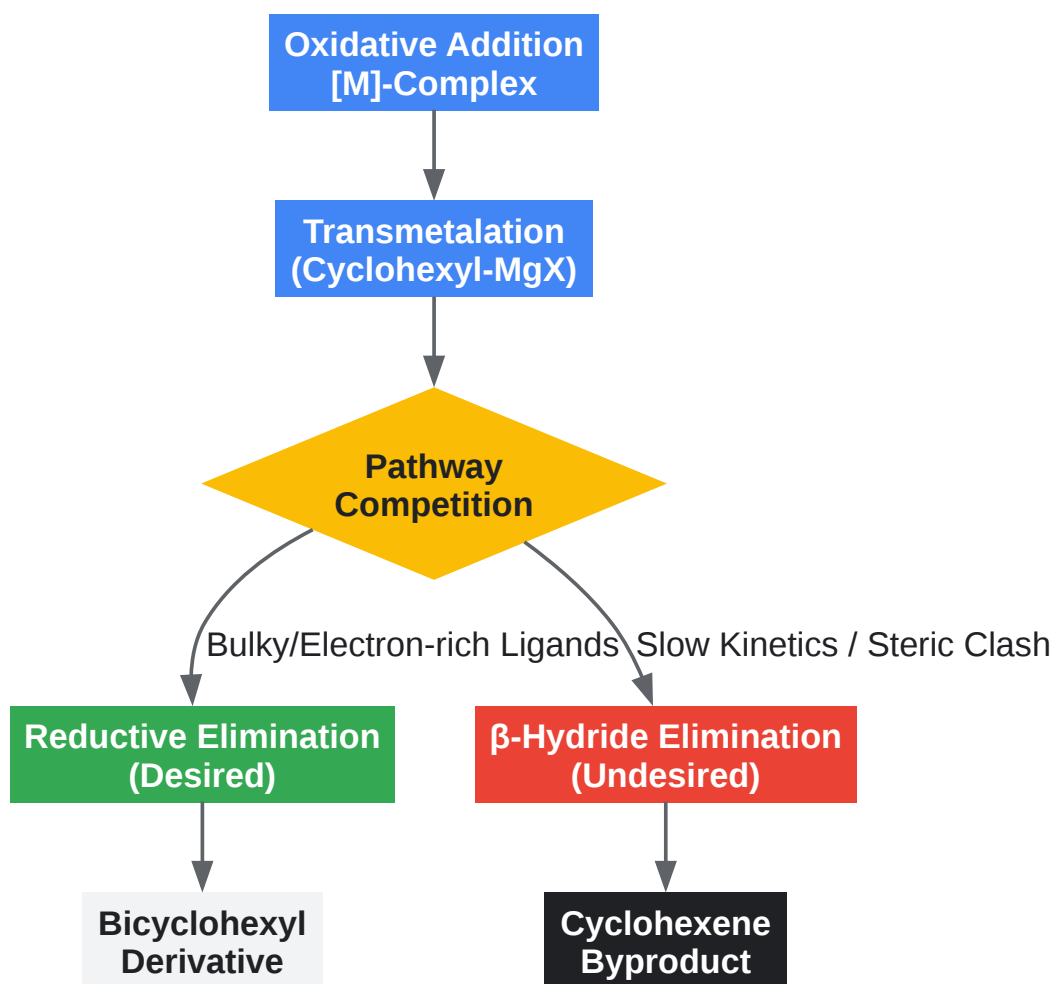 Oxidative Addition
[M]-Complex
Transmetalation
(Cyclohexyl-MgX)
Pathway
Competition
Bulky/Electron-rich Ligands
Slow Kinetics / Steric Clash
Reductive Elimination
(Desired)
β-Hydride Elimination
(Undesired)
Bicyclohexyl
Derivative
Cyclohexene
Byproduct